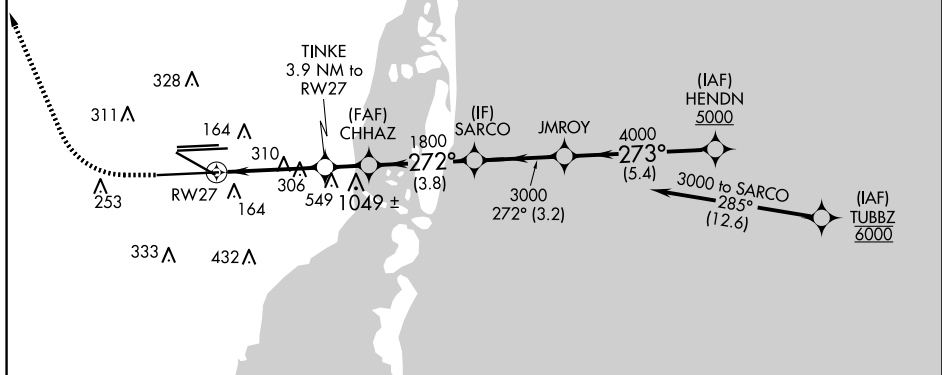 TINKE
3.9 NM to
RW27
328
311
164
(FAF)
CHHAZ
(IF)
SARCO
JMROY
(IAF)
HENDN
5000
1800
272°
(3.8)
4000
273°
(5.4)
3000
272° (3.2)
3000 to SARCO
285°
(12.6)
(IAF)
TUBBZ
6000
310
306
549
1049 ±
RW27
164
253
333
432